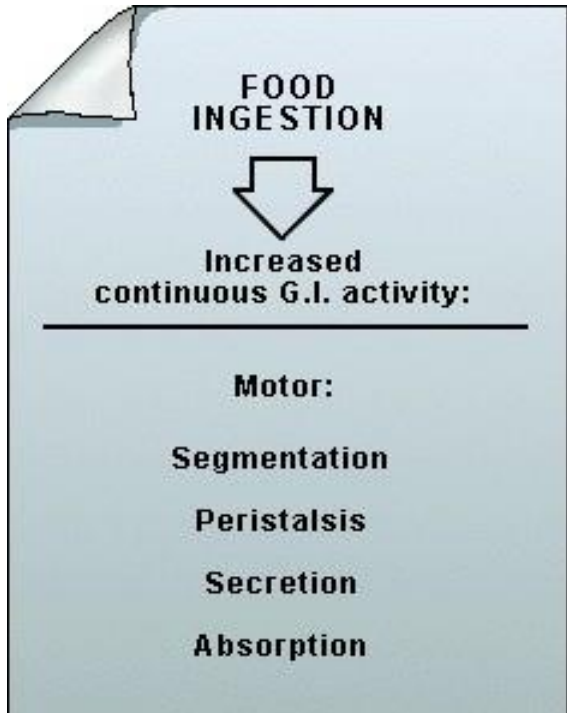 FOOD
INGESTION
Increased
continuous G.I. activity:
Motor:
Segmentation
Peristalsis
Secretion
Absorption